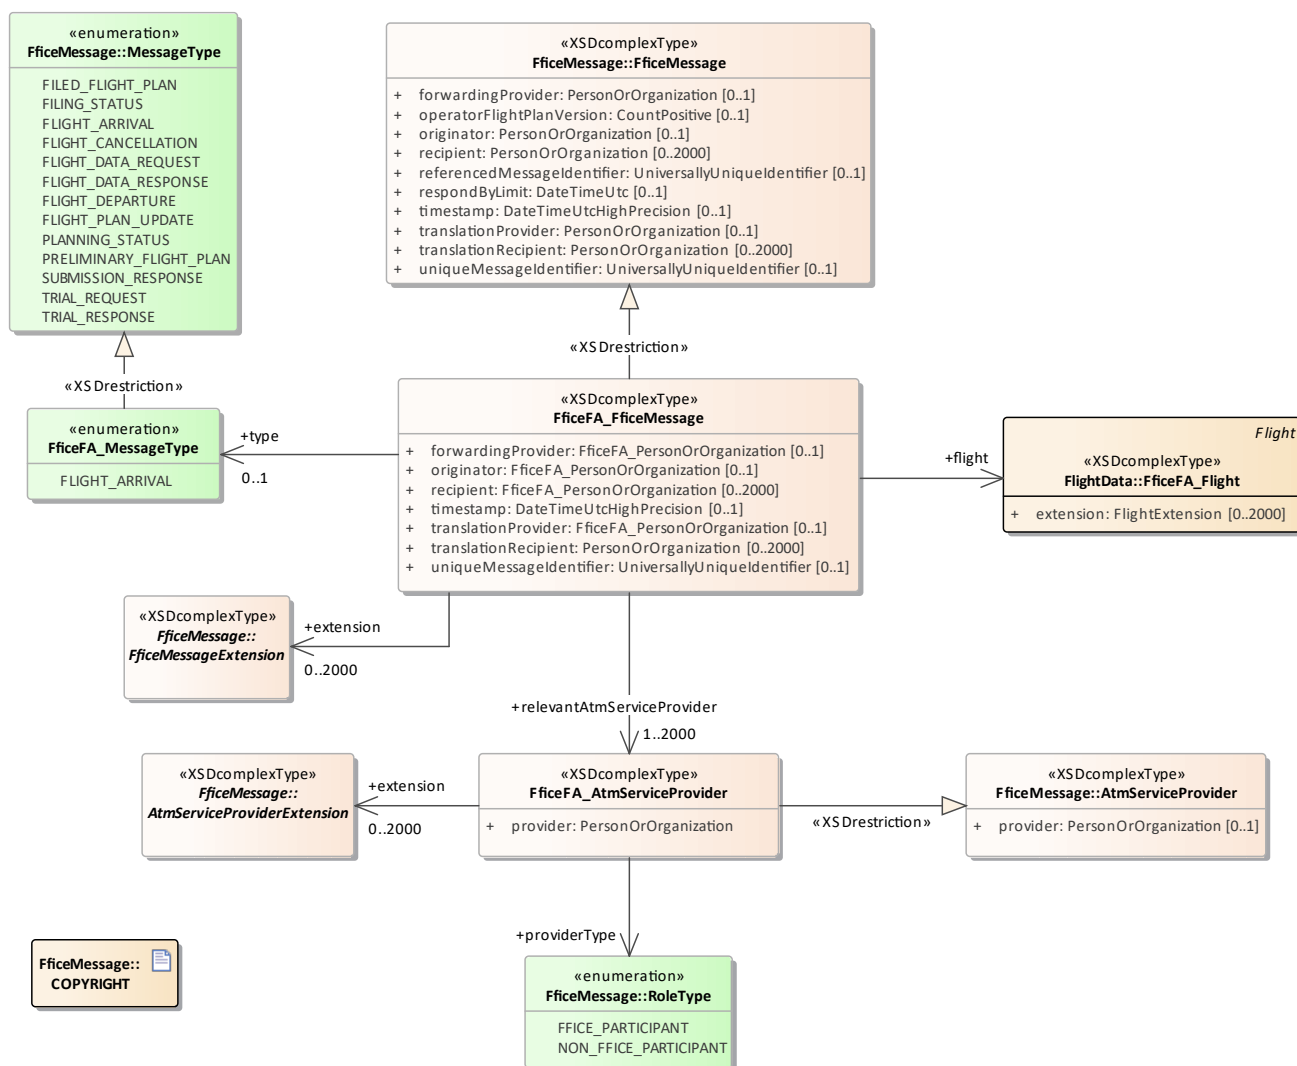 «enumeration»
FficeMessage::MessageType
FILED_FLIGHT_PLAN
FILING_STATUS
FLIGHT_ARRIVAL
FLIGHT_CANCELLATION
FLIGHT_DATA_REQUEST
FLIGHT_DATA_RESPONSE
FLIGHT_DEPARTURE
FLIGHT_PLAN_UPDATE
PLANNING_STATUS
PRELIMINARY_FLIGHT_PLAN
SUBMISSION_RESPONSE
TRIAL_REQUEST
TRIAL_RESPONSE
«XSDcomplexType»
FficeMessage::FficeMessage
+ forwardingProvider: PersonOrOrganization [0..1]
+ operatorFlightPlanVersion: CountPositive [0..1]
+ originator: PersonOrOrganization [0..1]
+ recipient: PersonOrOrganization [0..2000]
+ referencedMessageIdentifier: UniversallyUniqueIdentifier [0..1]
+ respondByLimit: DateTimeUtc [0..1]
+ timestamp: DateTimeUtcHighPrecision [0..1]
+ translationProvider: PersonOrOrganization [0..1]
+ translationRecipient: PersonOrOrganization [0..2000]
+ uniqueMessageIdentifier: UniversallyUniqueIdentifier [0..1]
«XSDrestriction»
«XSDrestriction»
«enumeration»
FficeFA_MessageType
FLIGHT_ARRIVAL
+type
0..1
«XSDcomplexType»
FficeFA_FficeMessage
+ forwardingProvider: FficeFA_PersonOrOrganization [0..1]
+ originator: FficeFA_PersonOrOrganization [0..1]
+ recipient: FficeFA_PersonOrOrganization [0..2000]
+ timestamp: DateTimeUtcHighPrecision [0..1]
+ translationProvider: FficeFA_PersonOrOrganization [0..1]
+ translationRecipient: PersonOrOrganization [0..2000]
+ uniqueMessageIdentifier: UniversallyUniqueIdentifier [0..1]
+flight
Flight
«XSDcomplexType»
FlightData::FficeFA_Flight
+ extension: FlightExtension [0..2000]
«XSDcomplexType»
FficeMessage::
FficeMessageExtension
+extension
0..2000
+relevantAtmServiceProvider
1..2000
«XSDcomplexType»
FficeMessage::
AtmServiceProviderExtension
+extension
0..2000
«XSDcomplexType»
FficeFA_AtmServiceProvider
+ provider: PersonOrOrganization
«XSDrestriction»
«XSDcomplexType»
FficeMessage::AtmServiceProvider
+ provider: PersonOrOrganization [0..1]
+providerType
FficeMessage::
COPYRIGHT
«enumeration»
FficeMessage::RoleType
FFICE_PARTICIPANT
NON_FFICE_PARTICIPANT